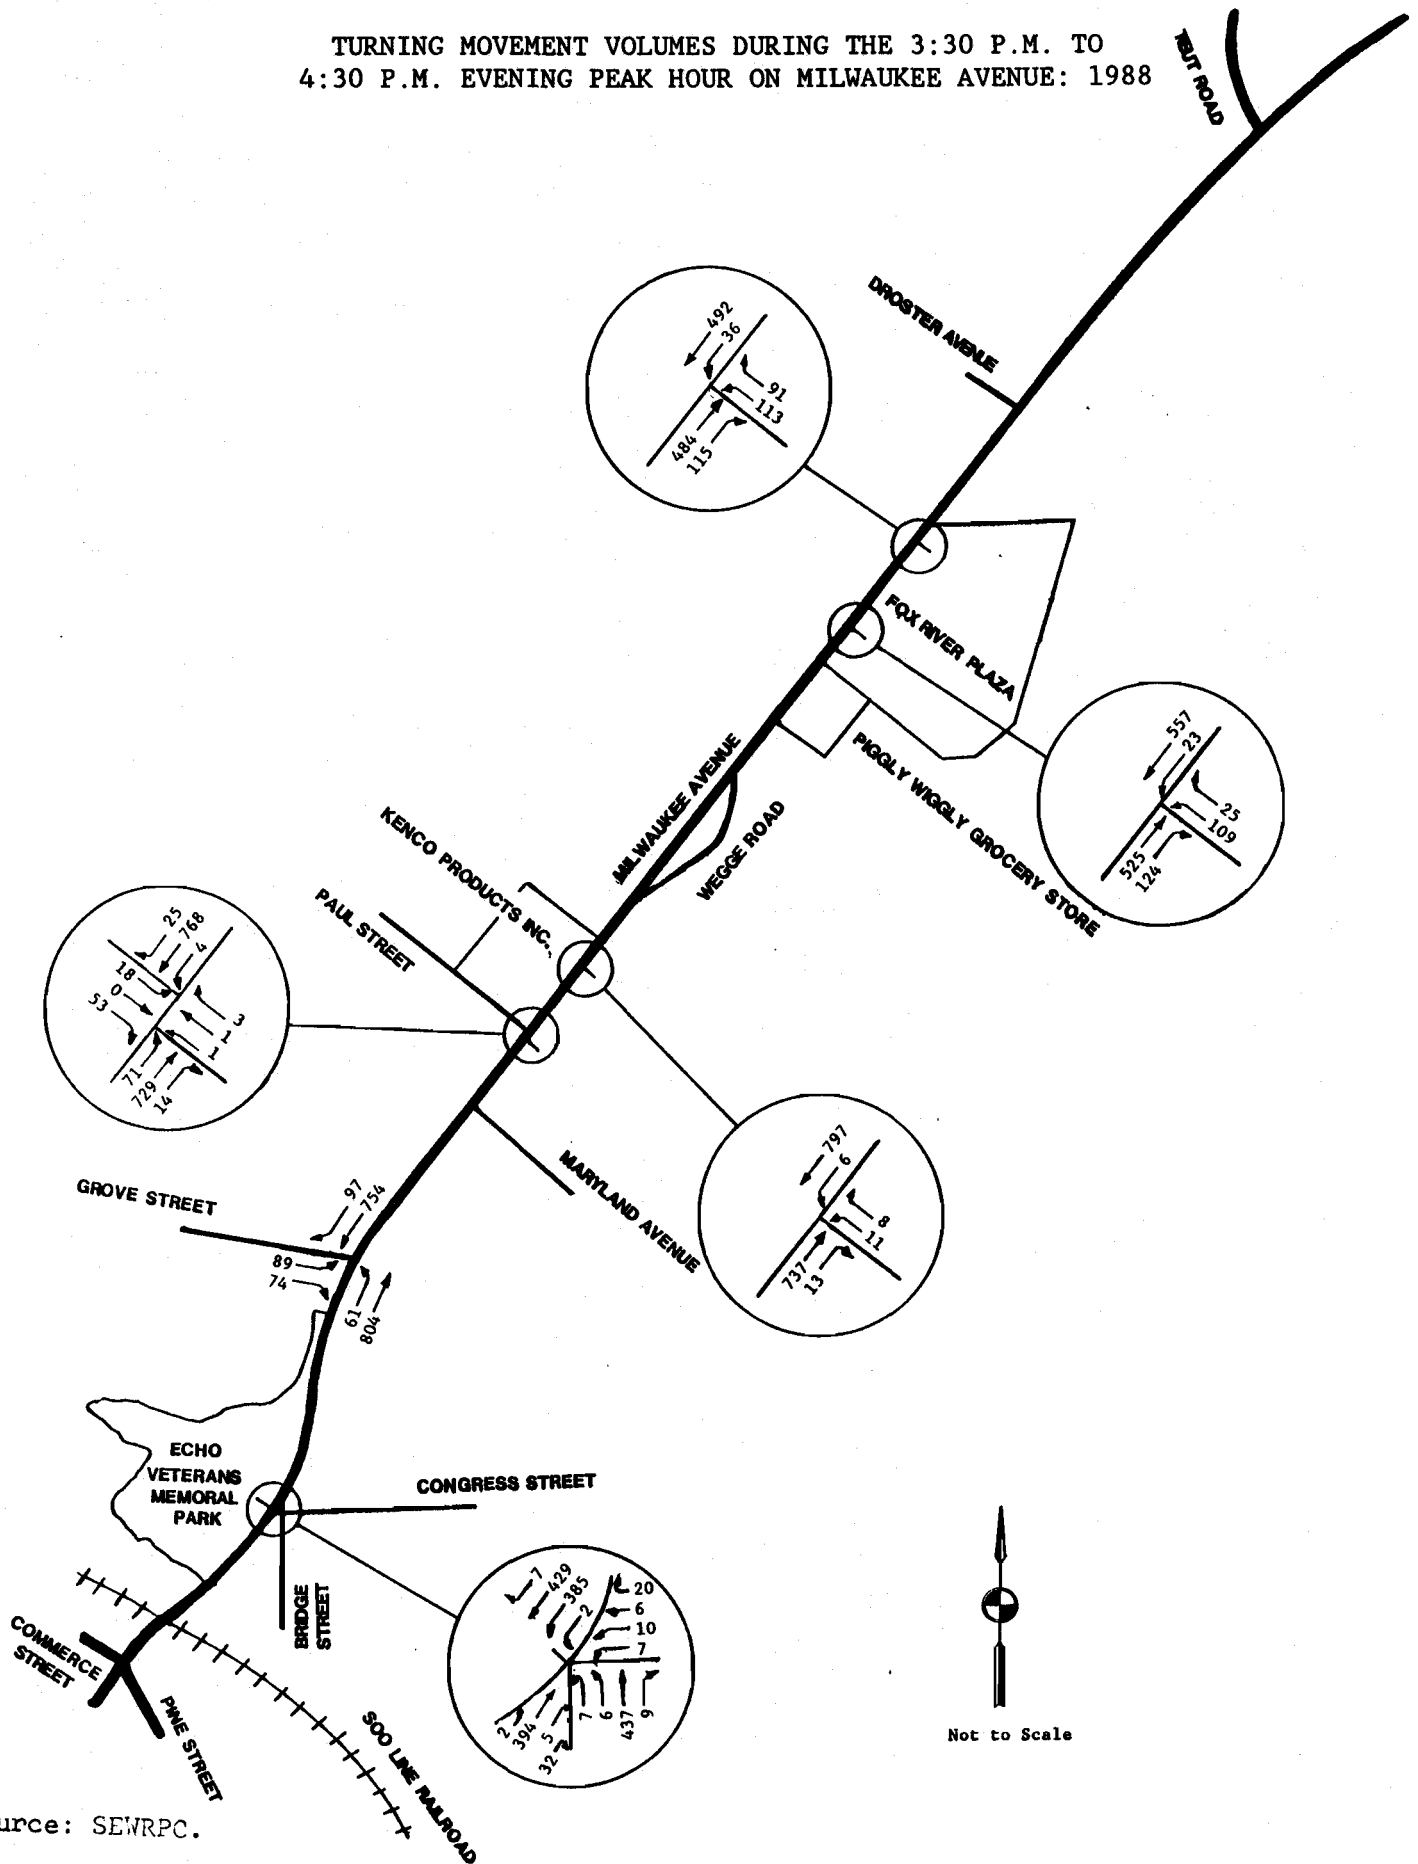 TURNING MOVEMENT VOLUMES DURING THE 3:30 P.M. TO
4:30 P.M. EVENING PEAK HOUR ON MILWAUKEE AVENUE: 1988
ROAD
DROSTER AVENUE
492
36
91
113
484
115
FOX RIVER PLAZA
557
23
25
109
525
124
PIGGLY WIGGLY GROCERY STORE
MILWAUKEE AVENUE
WEGGE ROAD
KENCO PRODUCTS INC.
PAUL STREET
25
768
4
18
0
53
3
1
1
71
729
14
797
6
8
11
737
13
MARYLAND AVENUE
GROVE STREET
97
754
89
74
61
804
ECHO
VETERANS
MEMORAL
PARK
CONGRESS STREET
BRIDGE
STREET
7
429
385
2
20
6
10
7
2
394
5
32
7
6
437
9
COMMERCE
STREET
PINE STREET
SOO LINE RAILROAD
Not to Scale
urce: SEWRPC.